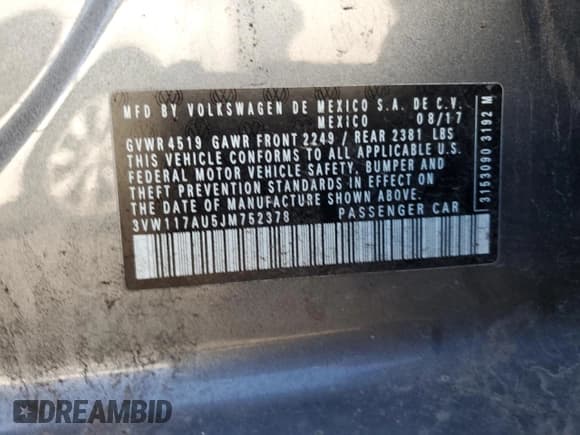 MFD BY VOLKSWAGEN DE MEXICO S.A. DE C.V.
MEXICO 08/17
GVWR 4519 GAWR FRONT 2249 / REAR 2381 LBS
THIS VEHICLE CONFORMS TO ALL APPLICABLE U.S.
FEDERAL MOTOR VEHICLE SAFETY, BUMPER AND
THEFT PREVENTION STANDARDS IN EFFECT ON
THE DATE OF MANUFACTURE SHOWN ABOVE.
3VW117AU5JM752378 PASSENGER CAR
3153090 3192 M
DREAMBID